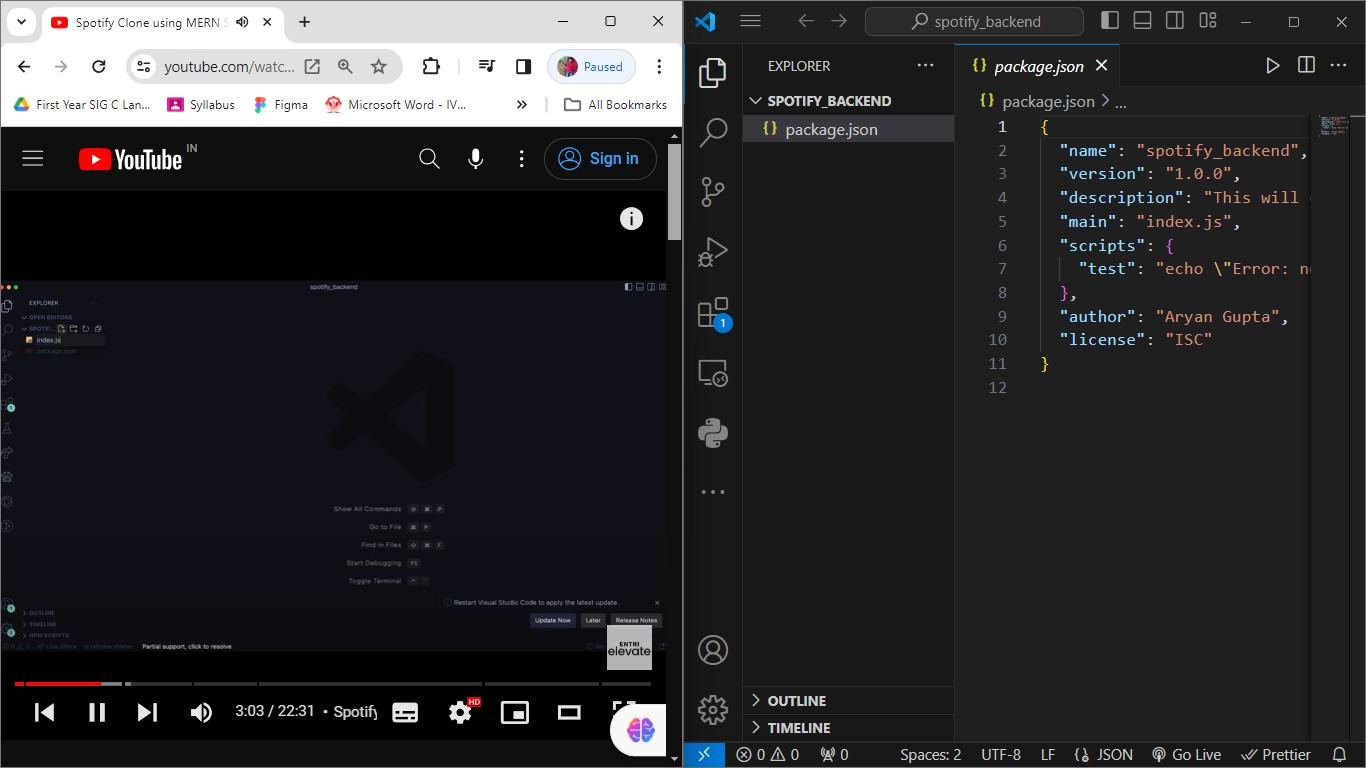 Spotify Clone using MERN S
youtube.com/watc...
Paused
First Year SIG C Lan...
Syllabus
Figma
Microsoft Word - IV...
»
All Bookmarks
YouTube IN
Sign in
spotify_backend
EXPLORER
OPEN EDITORS
SPOTIF...
index.js
package.json
Show All Commands ⇧ ⌘ P
Go to File ⌘ P
Find in Files ⇧ ⌘ F
Start Debugging F5
Toggle Terminal ⌃ `
Restart Visual Studio Code to apply the latest update.
Update Now Later Release Notes
OUTLINE
TIMELINE
NPM SCRIPTS
Live Share
Partial support, click to resolve
ENTRI
elevate
3:03 / 22:31 • Spotify
HD
spotify_backend
EXPLORER
SPOTIFY_BACKEND
{} package.json
1
OUTLINE
TIMELINE
{} package.json
{} package.json > ...
1 {
2 "name": "spotify_backend",
3 "version": "1.0.0",
4 "description": "This will
5 "main": "index.js",
6 "scripts": {
7 "test": "echo \"Error: n
8 },
9 "author": "Aryan Gupta",
10 "license": "ISC"
11 }
12
0 0 0 Spaces: 2 UTF-8 LF {} JSON Go Live Prettier